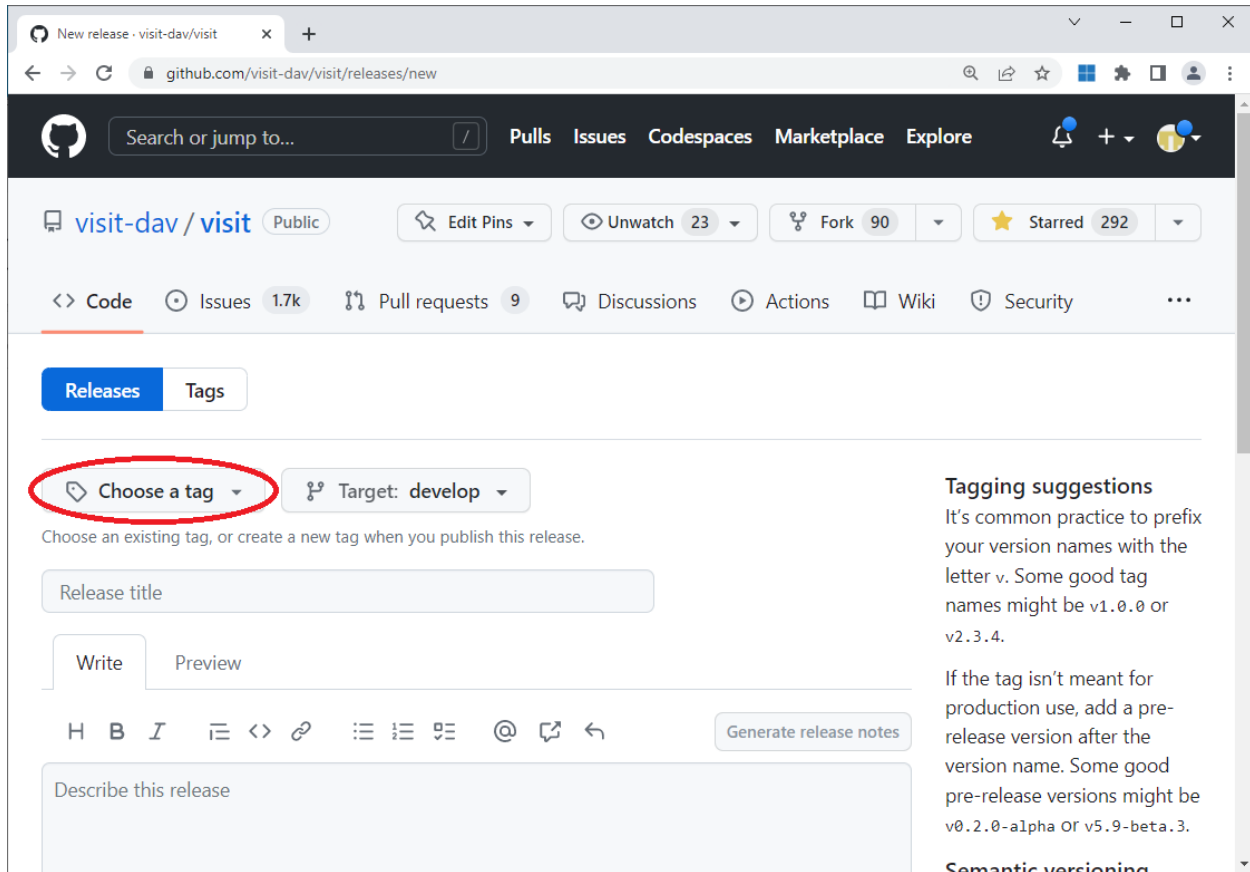 New release · visit-dav/visit
github.com/visit-dav/visit/releases/new
Search or jump to... / Pulls Issues Codespaces Marketplace Explore
visit-dav / visit Public Edit Pins Unwatch 23 Fork 90 Starred 292
Code Issues 1.7k Pull requests 9 Discussions Actions Wiki Security
Releases Tags
Choose a tag Target: develop
Choose an existing tag, or create a new tag when you publish this release.
Release title
Write Preview
H B I Generate release notes
Describe this release
Tagging suggestions
It's common practice to prefix
your version names with the
letter v. Some good tag
names might be v1.0.0 or
v2.3.4.
If the tag isn't meant for
production use, add a pre-
release version after the
version name. Some good
pre-release versions might be
v0.2.0-alpha or v5.9-beta.3.
Semantic versioning